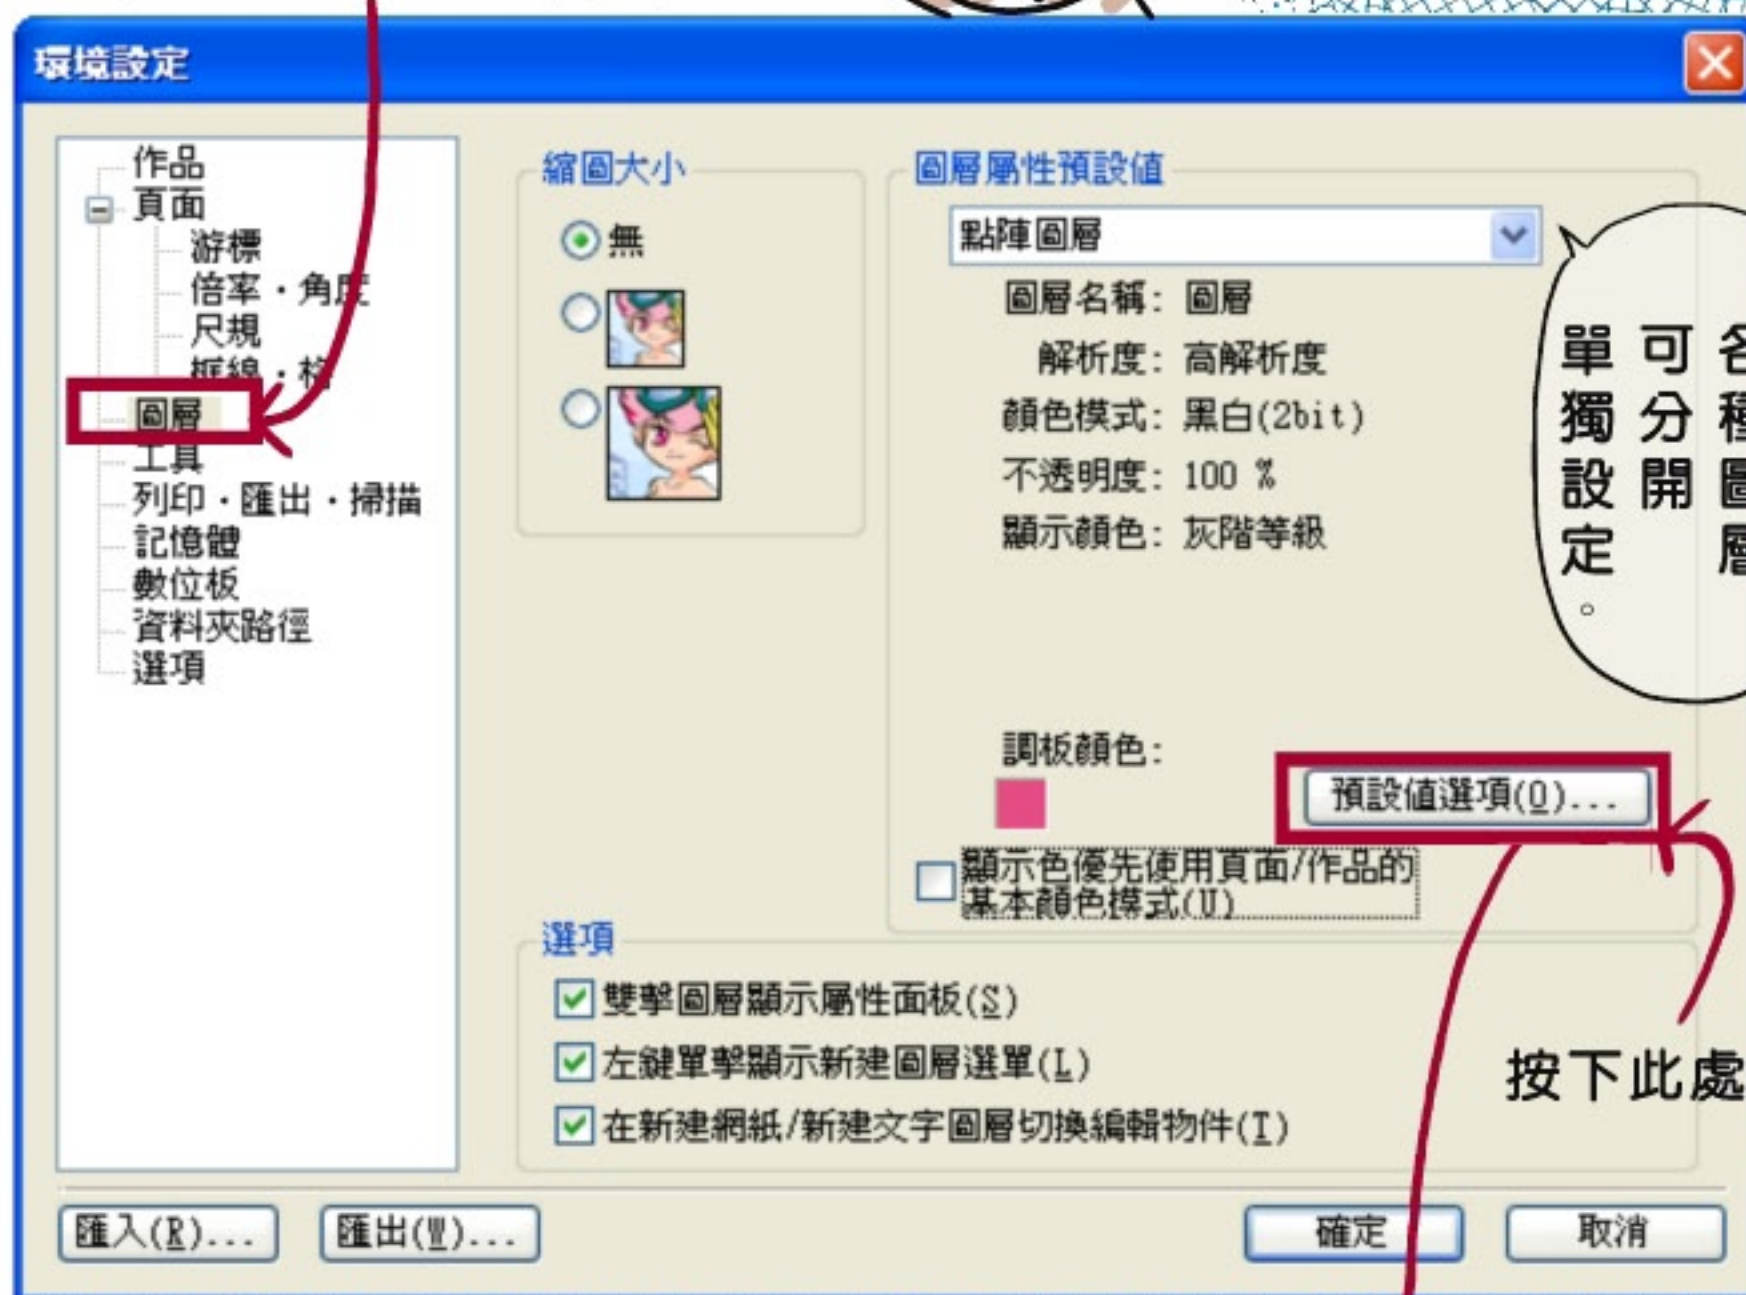 環境設定
作品
頁面
游標
倍率・角度
尺規
框線・格
圖層
工具
列印・匯出・掃描
記憶體
數位板
資料夾路徑
選項
縮圖大小
無
圖層屬性預設值
點陣圖層
圖層名稱: 圖層
解析度: 高解析度
顏色模式: 黑白(2bit)
不透明度: 100 %
顯示顏色: 灰階等級
調板顏色:
預設值選項(O)...
顯示色優先使用頁面/作品的
基本顏色模式(U)
各種圖層
可分開
單獨設定。
選項
雙擊圖層顯示屬性面板(S)
左鍵單擊顯示新建圖層選單(L)
在新建網紙/新建文字圖層切換編輯物件(T)
按下此處
匯入(R)...
匯出(W)...
確定
取消